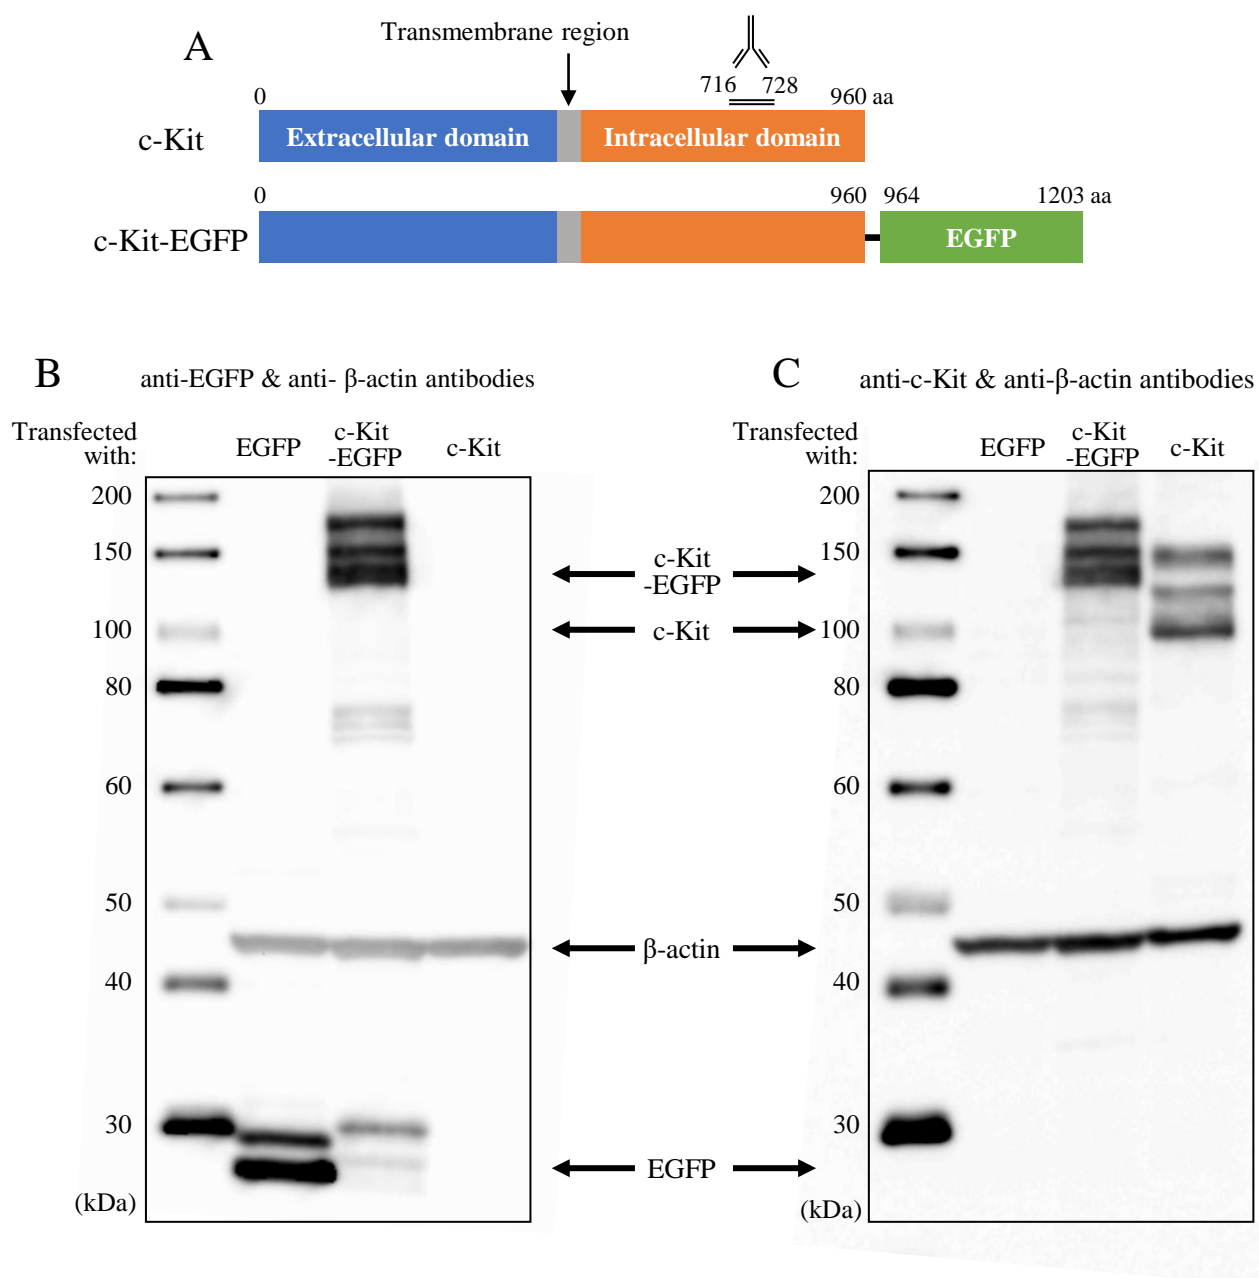 A
Transmembrane region
716 728
0 960 aa
c-Kit
Extracellular domain Intracellular domain
0 960 964 1203 aa
c-Kit-EGFP
EGFP
B
anti-EGFP & anti- β-actin antibodies
Transfected
with:
EGFP
c-Kit
-EGFP
c-Kit
200
150
100
80
60
50
40
30
(kDa)
c-Kit
-EGFP
c-Kit
β-actin
EGFP
C
anti-c-Kit & anti-β-actin antibodies
Transfected
with:
EGFP
c-Kit
-EGFP
c-Kit
200
150
100
80
60
50
40
30
(kDa)